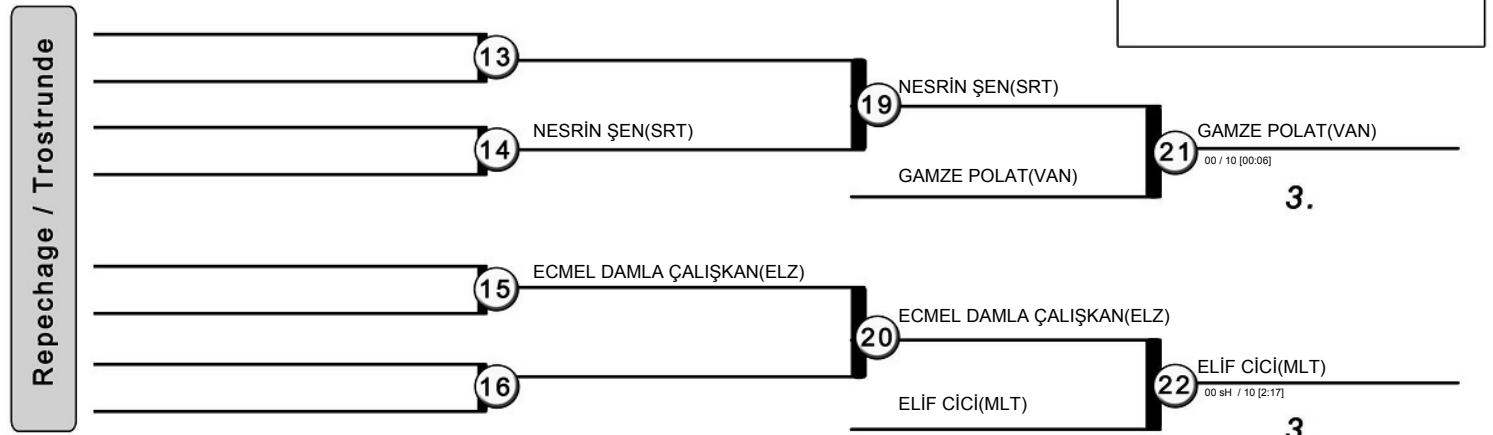 Repechage / Trostrunde
13
NESRİN ŞEN(SRT)
19
NESRİN ŞEN(SRT)
14
GAMZE POLAT(VAN)
21
GAMZE POLAT(VAN)
00 / 10 [00:06]
3.
ECMEL DAMLA ÇALIŞKAN(ELZ)
15
ECMEL DAMLA ÇALIŞKAN(ELZ)
20
16
ELİF CİCİ(MLT)
22
ELİF CİCİ(MLT)
00 sH / 10 [2:17]
3